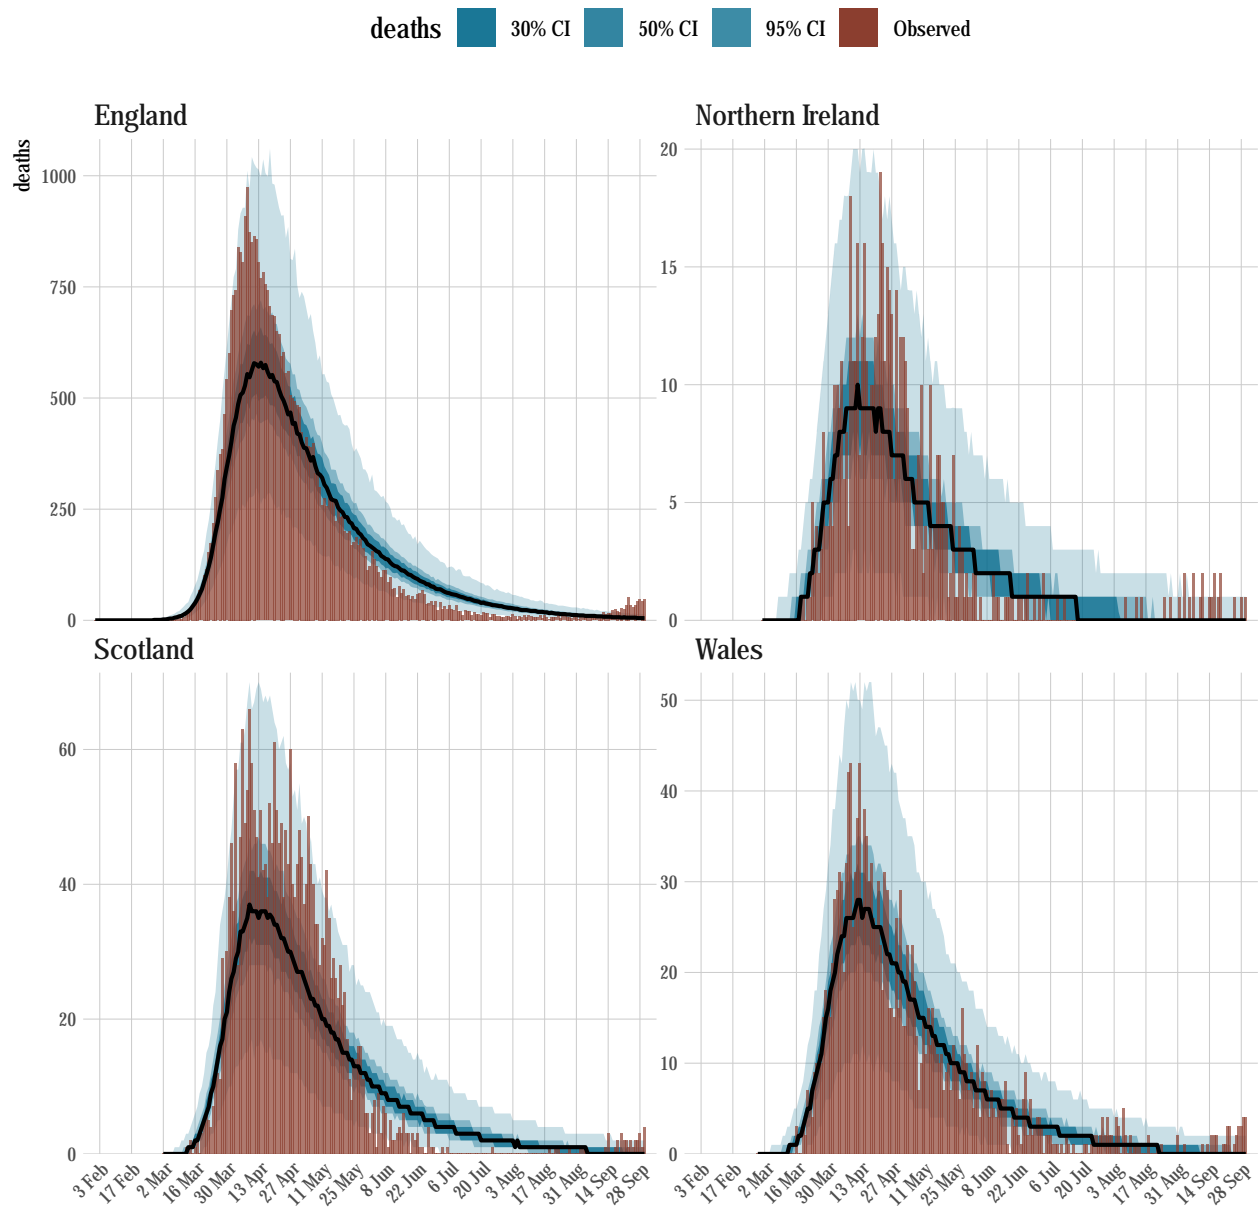 deaths 30% CI 50% CI 95% CI Observed
England
Northern Ireland
deaths
1000
750
500
250
0
20
15
10
5
0
Scotland
Wales
60
40
20
0
50
40
30
20
10
0
3 Feb 17 Feb 2 Mar 16 Mar 30 Mar 13 Apr 27 Apr 11 May 25 May 8 Jun 22 Jun 6 Jul 20 Jul 3 Aug 17 Aug 31 Aug 14 Sep 28 Sep
3 Feb 17 Feb 2 Mar 16 Mar 30 Mar 13 Apr 27 Apr 11 May 25 May 8 Jun 22 Jun 6 Jul 20 Jul 3 Aug 17 Aug 31 Aug 14 Sep 28 Sep